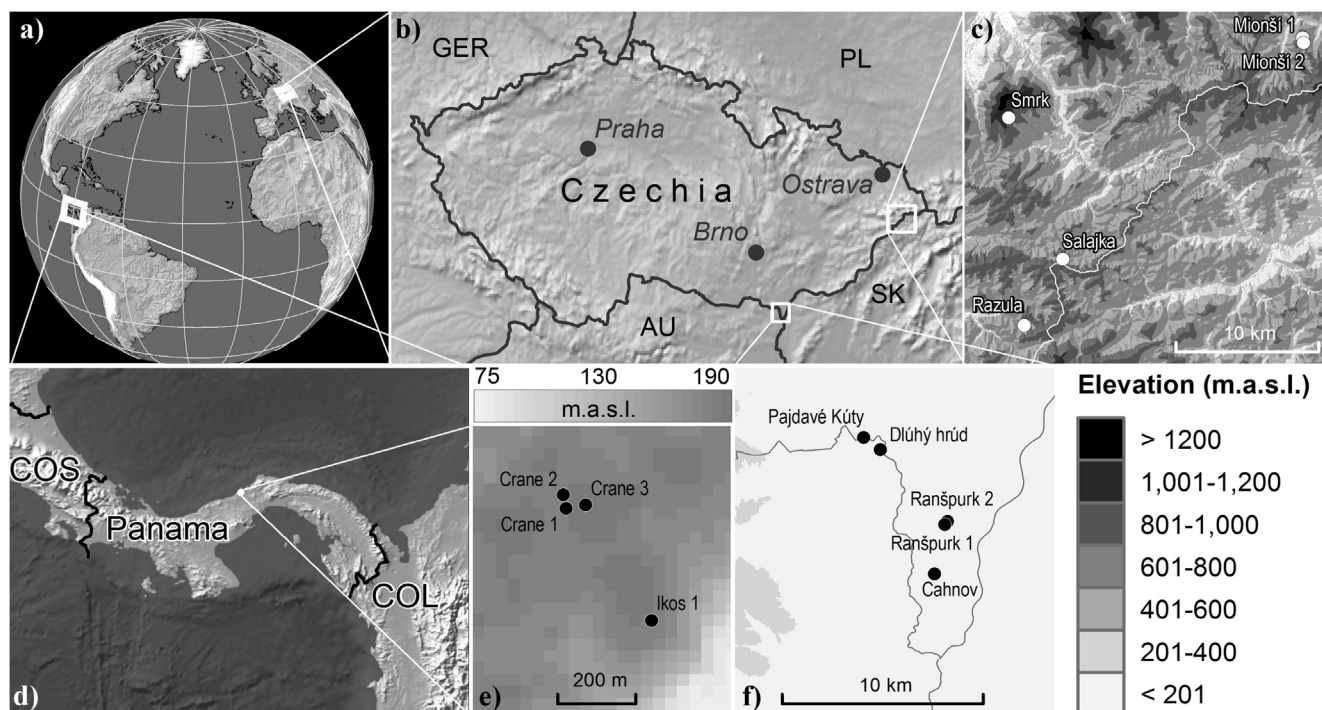 a)
b)
GER
PL
Praha
Czechia
Ostrava
Brno
SK
AU
c)
Mionší 1
Mionší 2
Smrk
Salajka
Razula
10 km
COS
Panama
COL
d)
75 130 190
m.a.s.l.
Crane 2
Crane 3
Crane 1
Ikos 1
200 m
e)
Pajdavé Kúty
Dlúhý hrúd
Ranšpurk 2
Ranšpurk 1
Cahnov
10 km
f)
Elevation (m.a.s.l.)
> 1200
1,001-1,200
801-1,000
601-800
401-600
201-400
< 201